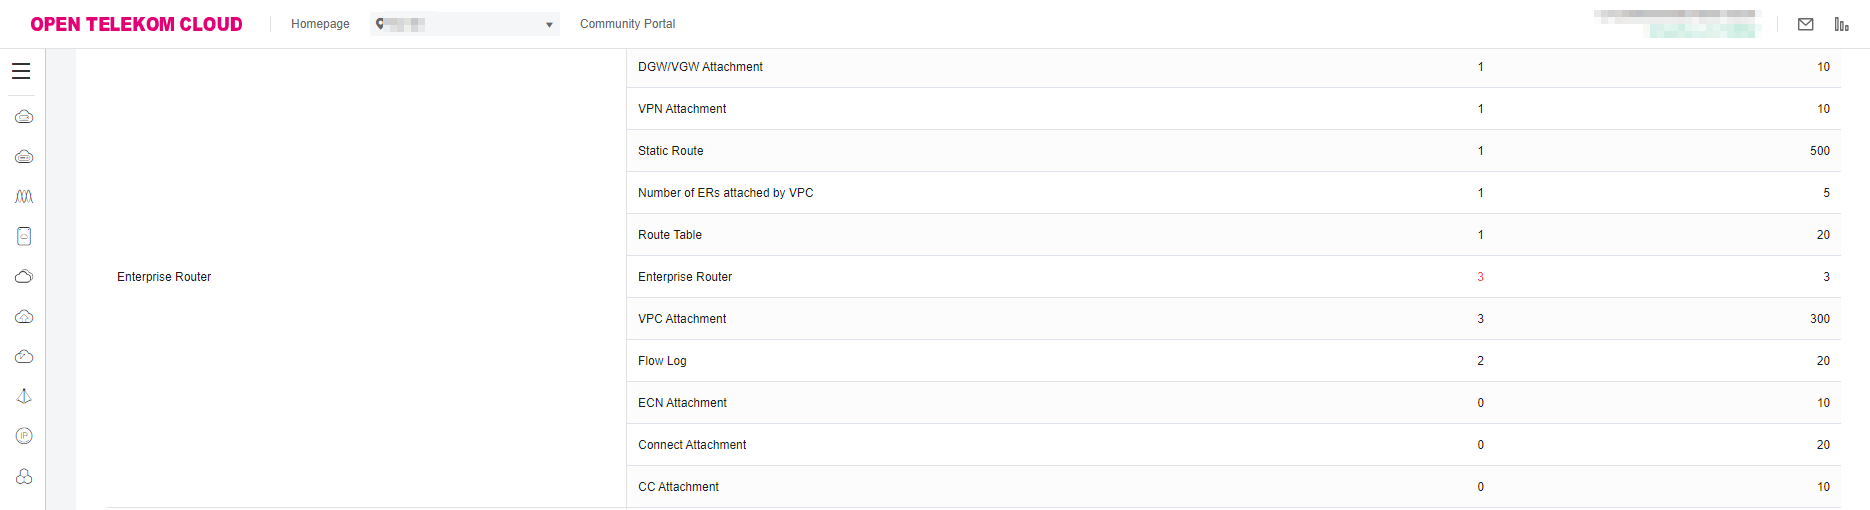 OPEN TELEKOM CLOUD Homepage Community Portal
DGW/VGW Attachment 1 10
VPN Attachment 1 10
Static Route 1 500
Number of ERs attached by VPC 1 5
Route Table 1 20
Enterprise Router Enterprise Router 3 3
VPC Attachment 3 300
Flow Log 2 20
ECN Attachment 0 10
IP
Connect Attachment 0 20
CC Attachment 0 10